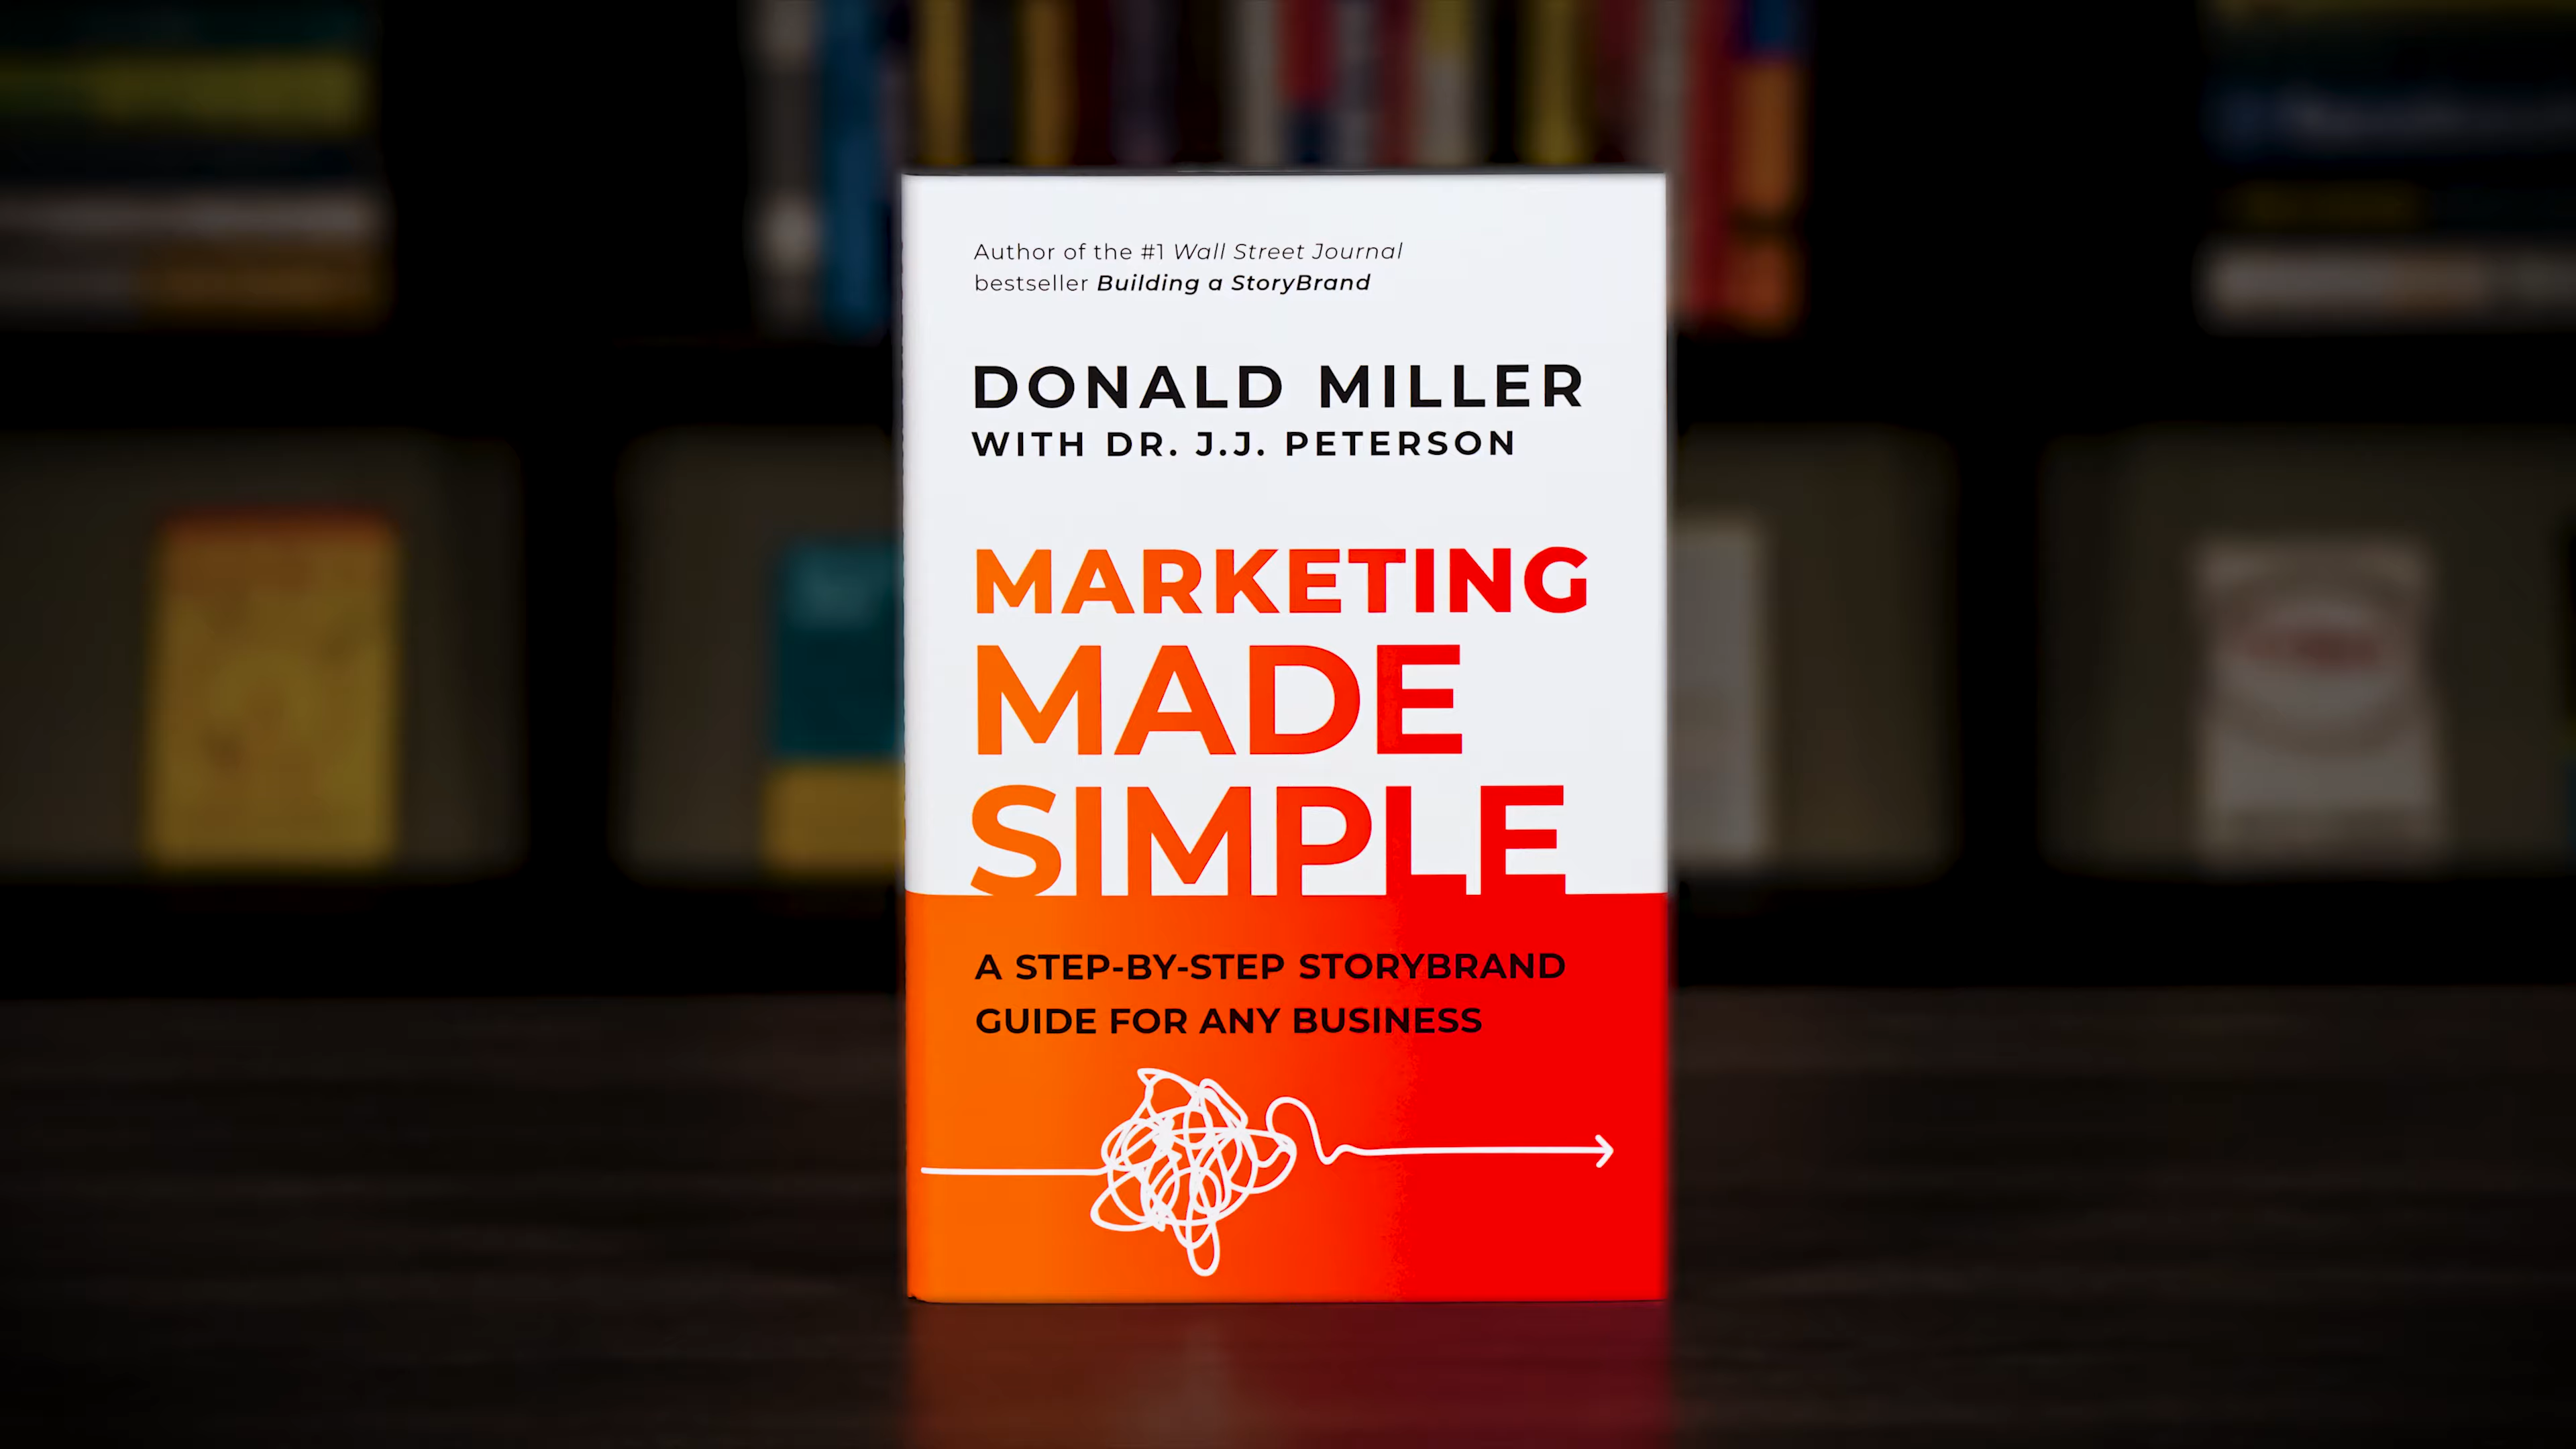 Author of the #1 Wall Street Journal
bestseller Building a StoryBrand
DONALD MILLER
WITH DR. J.J. PETERSON
MARKETING
MADE
SIMPLE
A STEP-BY-STEP STORYBRAND
GUIDE FOR ANY BUSINESS